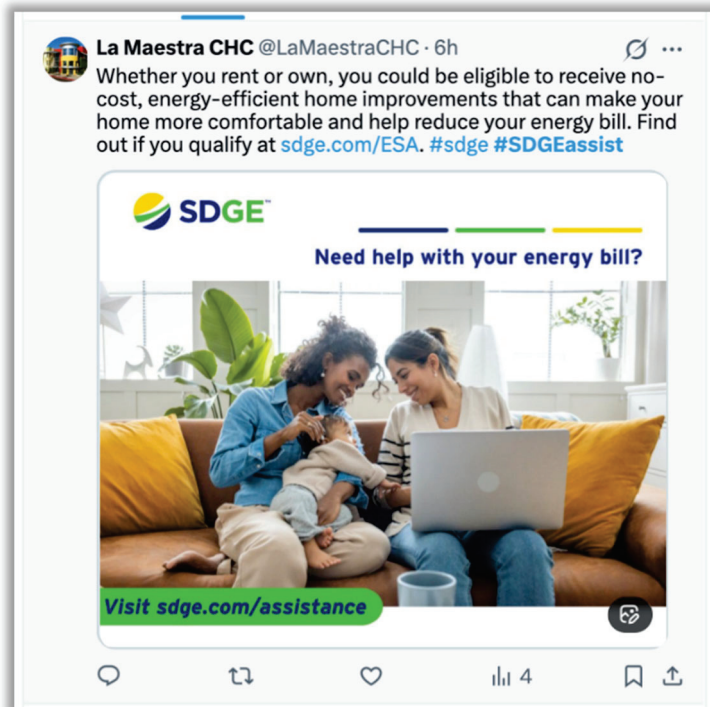 La Maestra CHC @LaMaestraCHC · 6h
Whether you rent or own, you could be eligible to receive no-
cost, energy-efficient home improvements that can make your
home more comfortable and help reduce your energy bill. Find
out if you qualify at sdge.com/ESA. #sdge #SDGEassist
SDGE™
Need help with your energy bill?
Visit sdge.com/assistance
4